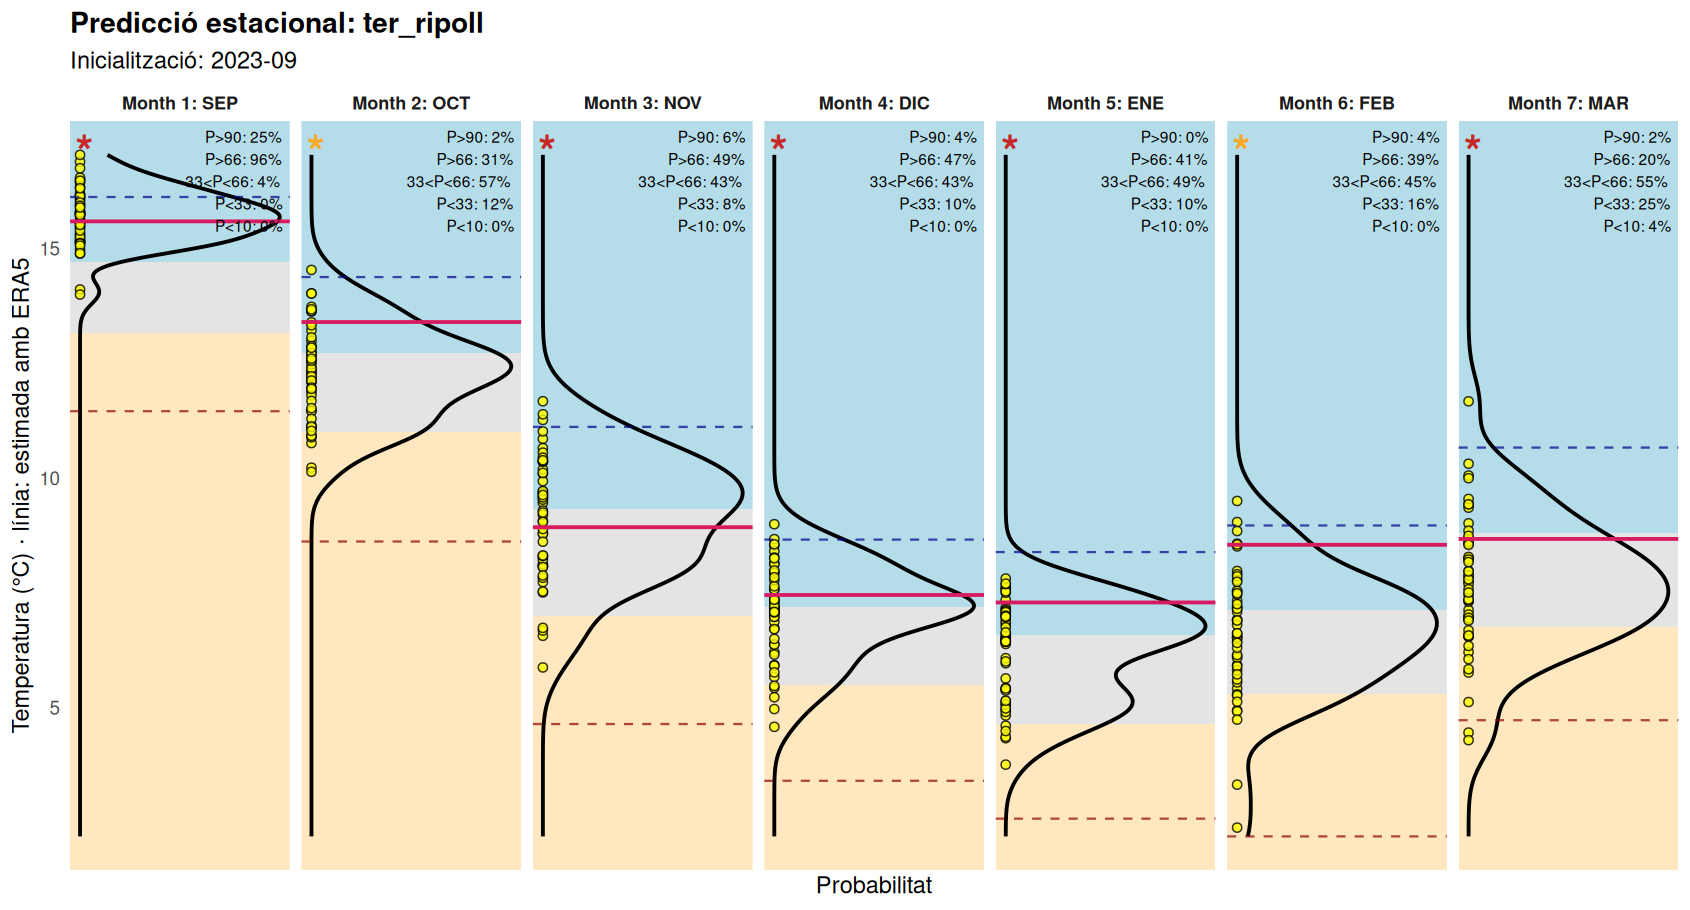 Predicció estacional: ter_ripoll
Inicialització: 2023-09
Month 1: SEP
Month 2: OCT
Month 3: NOV
Month 4: DIC
Month 5: ENE
Month 6: FEB
Month 7: MAR
*
P>90: 25%
P>66: 96%
33<P<66: 4%
P<33: 0%
P<10: 0%
*
P>90: 2%
P>66: 31%
33<P<66: 57%
P<33: 12%
P<10: 0%
*
P>90: 6%
P>66: 49%
33<P<66: 43%
P<33: 8%
P<10: 0%
*
P>90: 4%
P>66: 47%
33<P<66: 43%
P<33: 10%
P<10: 0%
*
P>90: 0%
P>66: 41%
33<P<66: 49%
P<33: 10%
P<10: 0%
*
P>90: 4%
P>66: 39%
33<P<66: 45%
P<33: 16%
P<10: 0%
*
P>90: 2%
P>66: 20%
33<P<66: 55%
P<33: 25%
P<10: 4%
15
10
5
Temperatura (°C) · línia: estimada amb ERA5
Probabilitat